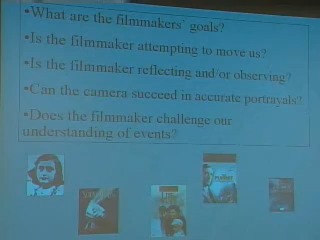 •What are the filmmakers' goals?
•Is the filmmaker attempting to move us?
•Is the filmmaker reflecting and/or observing?
•Can the camera succeed in accurate portrayals?
•Does the filmmaker challenge our
understanding of events?